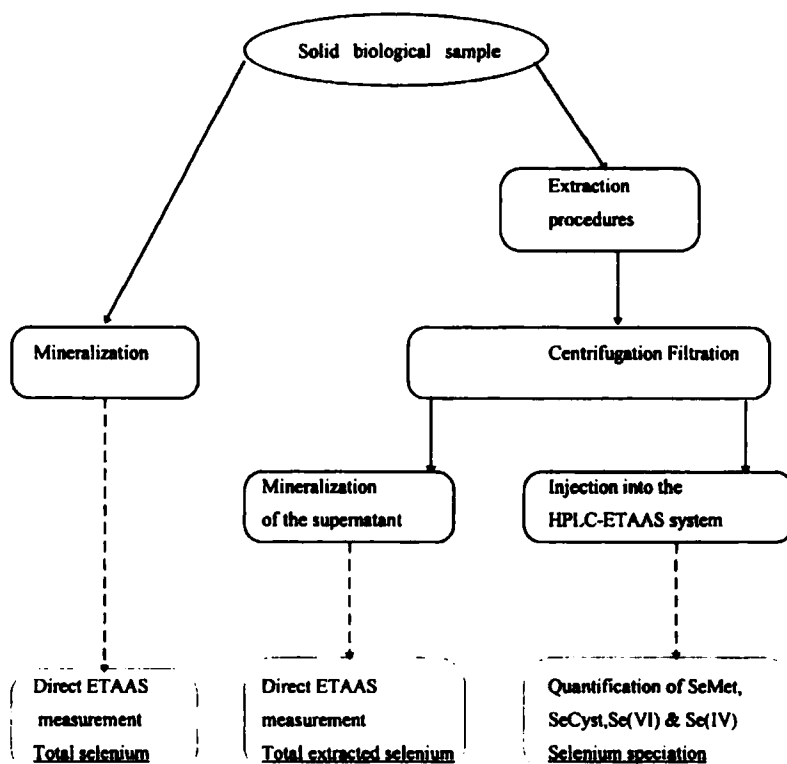 Solid biological sample
Extraction
procedures
Mineralization
Centrifugation Filtration
Mineralization
of the supernatant
Injection into the
HPLC-ETAAS system
Direct ETAAS
measurement
Total selenium
Direct ETAAS
measurement
Total extracted selenium
Quantification of SeMet,
SeCyst,Se(VI) & Se(IV)
Selenium speciation